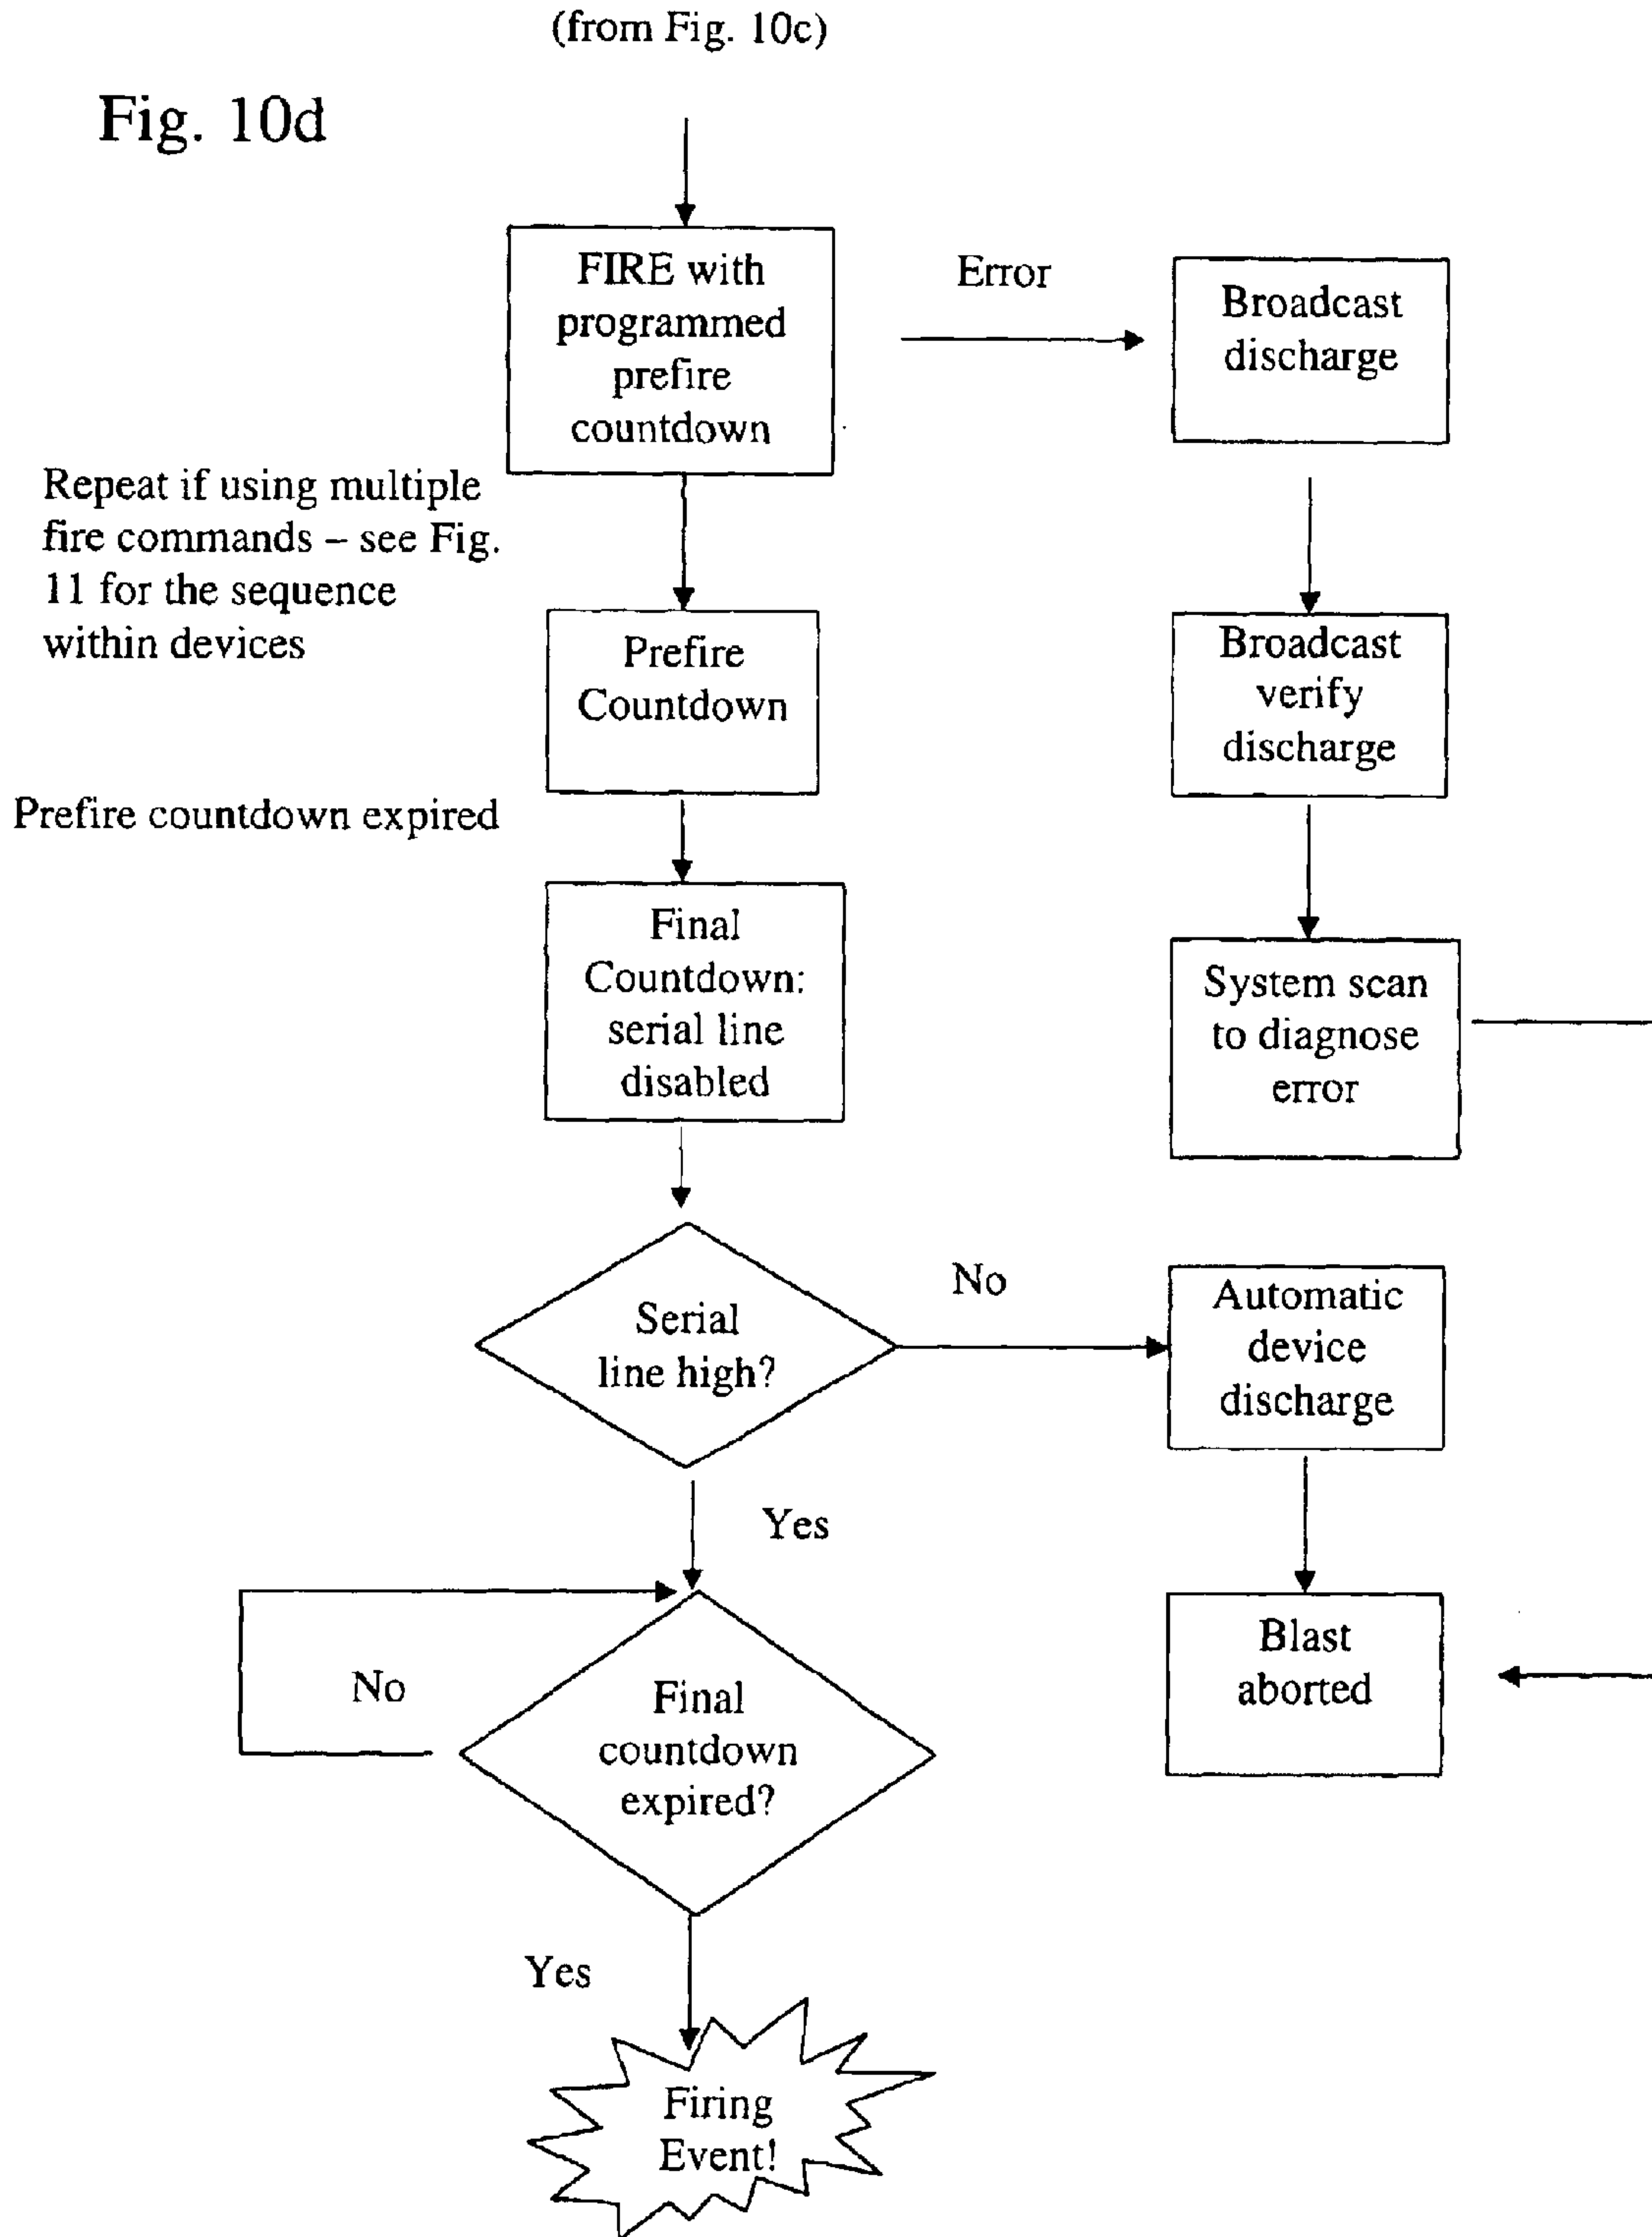 (from Fig. 10c)
Fig. 10d
FIRE with
programmed
prefire
countdown
Error
Broadcast
discharge
Repeat if using multiple
fire commands – see Fig.
11 for the sequence
within devices
Prefire
Countdown
Broadcast
verify
discharge
Prefire countdown expired
Final
Countdown:
serial line
disabled
System scan
to diagnose
error
Serial
line high?
No
Automatic
device
discharge
Yes
Blast
aborted
No
Final
countdown
expired?
Yes
Firing
Event!